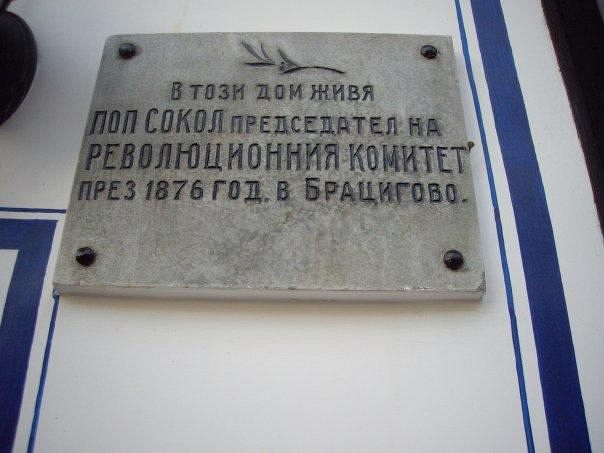 В този дом живя
ПОП СОКОЛ председател на
РЕВОЛЮЦИОННИЯ КОМИТЕТ
през 1876 год. в Брацигово.